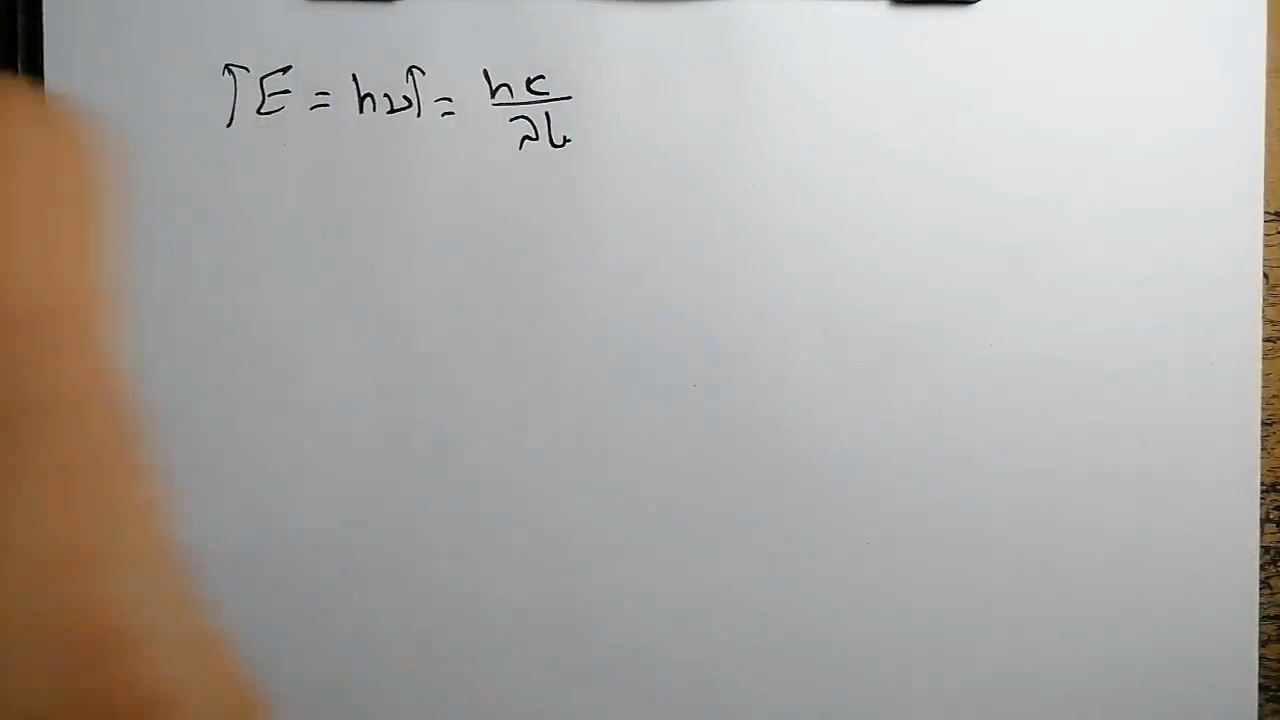 ↑E = hν↑ = hc/λ↓